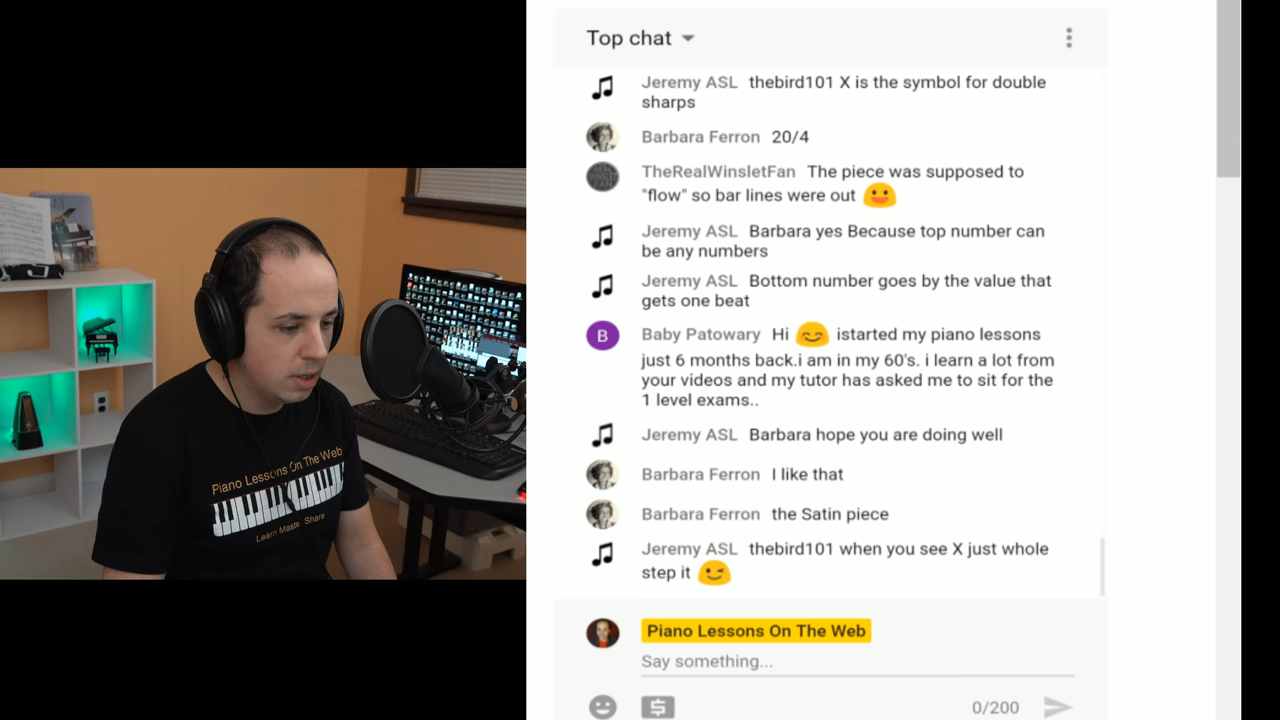 Top chat
Jeremy ASL thebird101 X is the symbol for double
sharps
Barbara Ferron 20/4
TheRealWinsletFan The piece was supposed to
"flow" so bar lines were out
Jeremy ASL Barbara yes Because top number can
be any numbers
Jeremy ASL Bottom number goes by the value that
gets one beat
B
Baby Patowary Hi istarted my piano lessons
just 6 months back.i am in my 60's. i learn a lot from
your videos and my tutor has asked me to sit for the
1 level exams..
Jeremy ASL Barbara hope you are doing well
Barbara Ferron I like that
Barbara Ferron the Satin piece
Jeremy ASL thebird101 when you see X just whole
step it
Piano Lessons On The Web
Say something...
0/200
Piano Lessons On The Web
Learn Master Share